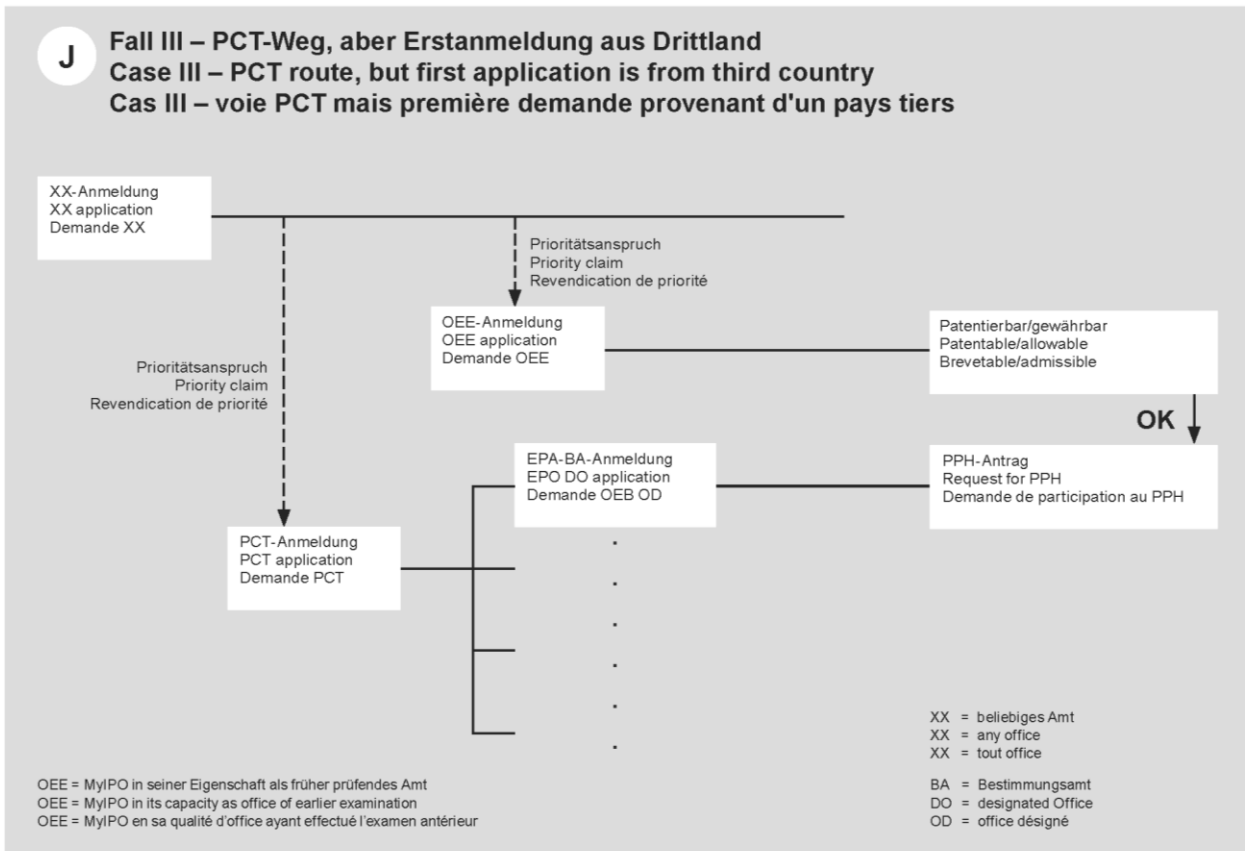 J
Fall III – PCT-Weg, aber Erstanmeldung aus Drittland
Case III – PCT route, but first application is from third country
Cas III – voie PCT mais première demande provenant d'un pays tiers
XX-Anmeldung
XX application
Demande XX
Prioritätsanspruch
Priority claim
Revendication de priorité
OEE-Anmeldung
OEE application
Demande OEE
Patentierbar/gewährbar
Patentable/allowable
Brevetable/admissible
Prioritätsanspruch
Priority claim
Revendication de priorité
OK
EPA-BA-Anmeldung
EPO DO application
Demande OEB OD
PPH-Antrag
Request for PPH
Demande de participation au PPH
PCT-Anmeldung
PCT application
Demande PCT
XX = beliebiges Amt
XX = any office
XX = tout office
OEE = MyIPO in seiner Eigenschaft als früher prüfendes Amt
OEE = MyIPO in its capacity as office of earlier examination
OEE = MyIPO en sa qualité d'office ayant effectué l'examen antérieur
BA = Bestimmungsamt
DO = designated Office
OD = office désigné